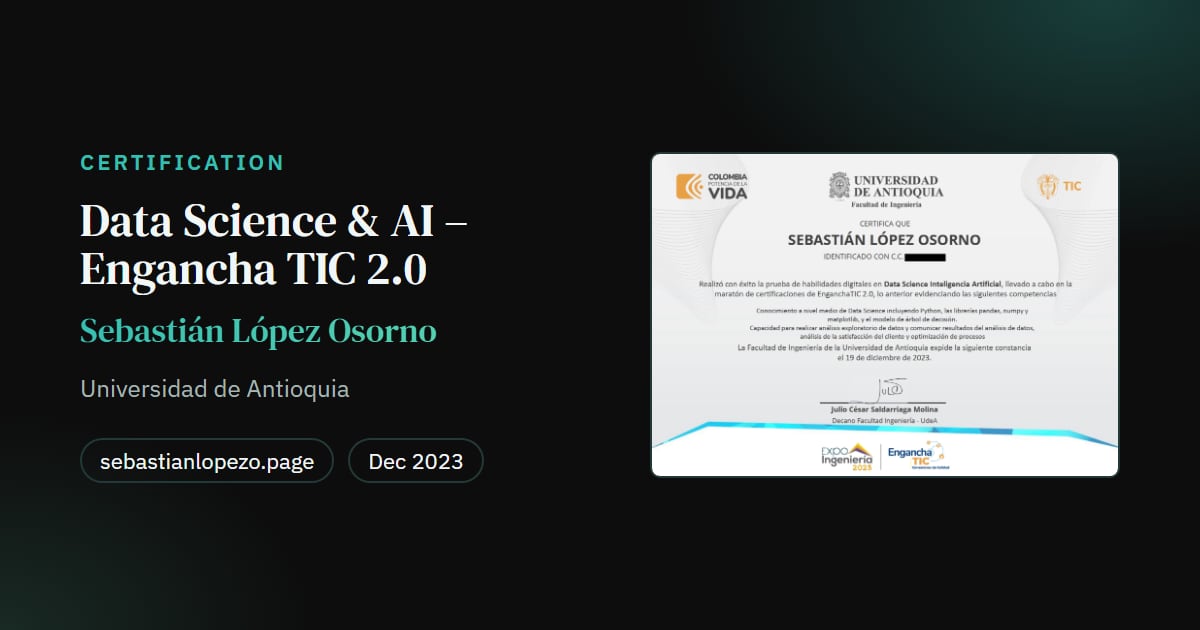 CERTIFICATION
Data Science & AI –
Engancha TIC 2.0
Sebastián López Osorno
Universidad de Antioquia
sebastianlopezo.page
Dec 2023
COLOMBIA
POTENCIA DE LA
VIDA
UNIVERSIDAD
DE ANTIOQUIA
Facultad de Ingeniería
TIC
CERTIFICA QUE
SEBASTIÁN LÓPEZ OSORNO
IDENTIFICADO CON C.C.
Realizó con éxito la prueba de habilidades digitales en Data Science Inteligencia Artificial, llevado a cabo en la
maratón de certificaciones de EnganchaTIC 2.0, lo anterior evidenciando las siguientes competencias
Conocimiento a nivel medio de Data Science incluyendo Python, las librerías pandas, numpy y
matplotlib, y el modelo de árbol de decisión.
Capacidad para realizar análisis exploratorio de datos y comunicar resultados del análisis de datos,
análisis de la satisfacción del cliente y optimización de procesos
La Facultad de Ingeniería de la Universidad de Antioquia expide la siguiente constancia
el 19 de diciembre de 2023.
Julio César Saldarriaga Molina
Decano Facultad Ingeniería - UdeA
EXPO
Ingeniería
2023
Engancha
TIC